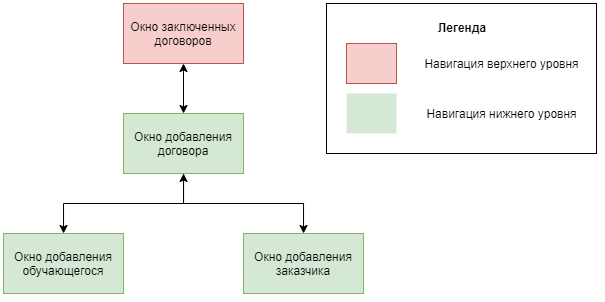 Окно заключенных
договоров
Легенда
Навигация верхнего уровня
Навигация нижнего уровня
Окно добавления
договора
Окно добавления
обучающегося
Окно добавления
заказчика